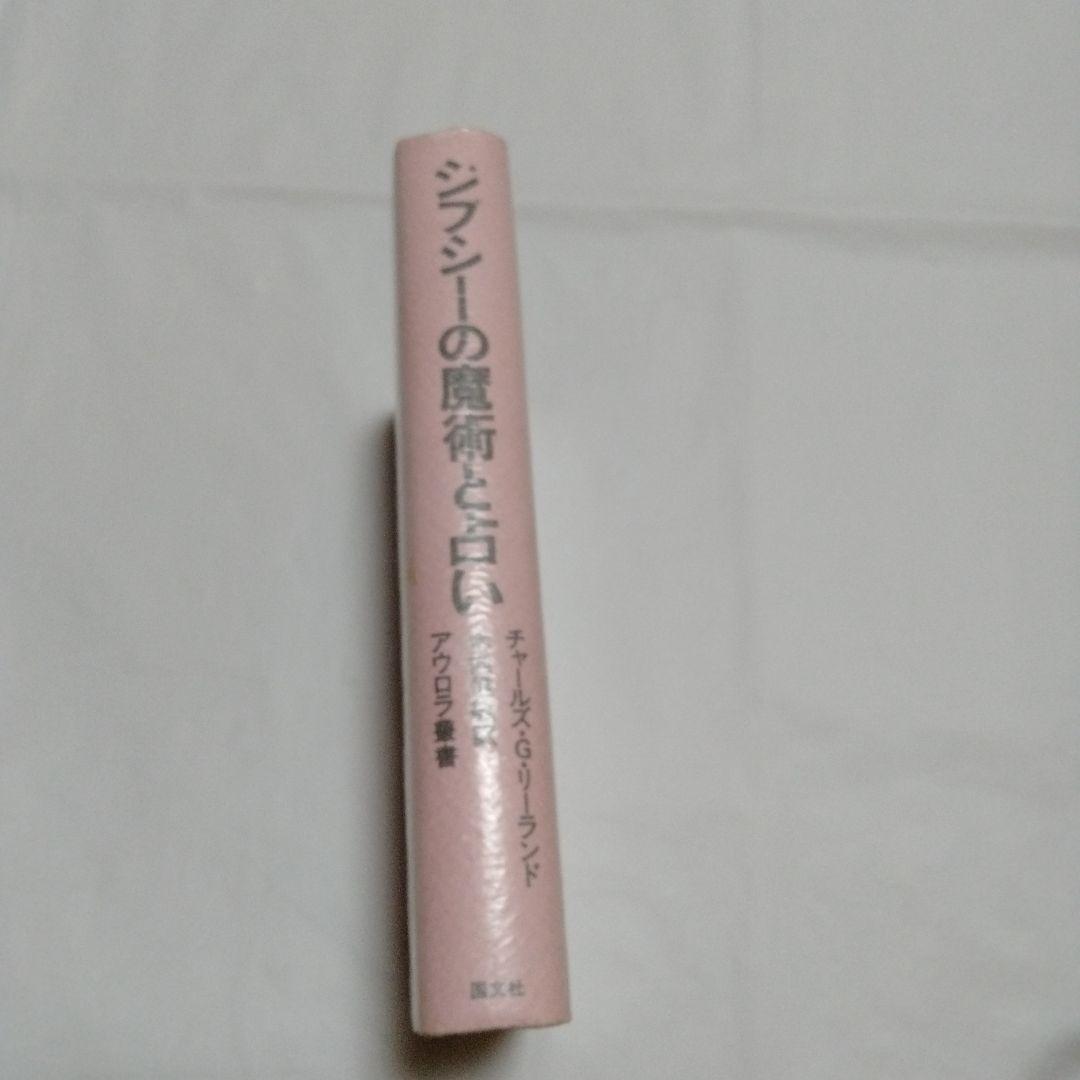 ジプシーの魔術と占い
チャールズ・G・リーランド
アウロラ叢書
国文社